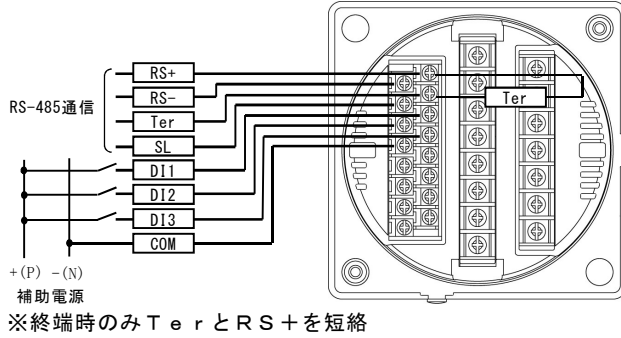 RS+
RS-
Ter
SL
RS-485通信
Ter
DI1
DI2
DI3
COM
+(P) -(N)
補助電源
※終端時のみTerとRS+を短絡